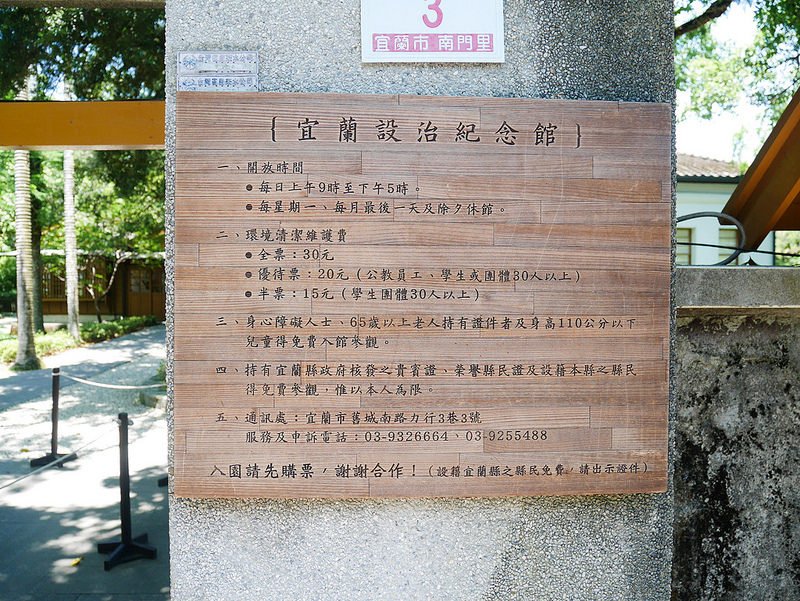 3
宜蘭市 南門里
{宜蘭設治紀念館}
一、開放時間
●每日上午9時至下午5時。
●每星期一、每月最後一天及除夕休館。
二、環境清潔維護費
●全票：30元
●優待票：20元（公教員工、學生或團體30人以上）
●半票：15元（學生團體30人以上）
三、身心障礙人士、65歲以上老人持有證件者及身高110公分以下
兒童得免費入館參觀。
四、持有宜蘭縣政府核發之貴賓證、榮譽縣民證及設籍本縣之縣民
得免費參觀，惟以本人為限。
五、通訊處：宜蘭市舊城南路力行3巷3號
服務及申訴電話：03-9326664、03-9255488
入園請先購票，謝謝合作！（設籍宜蘭縣之縣民免費，請出示證件）